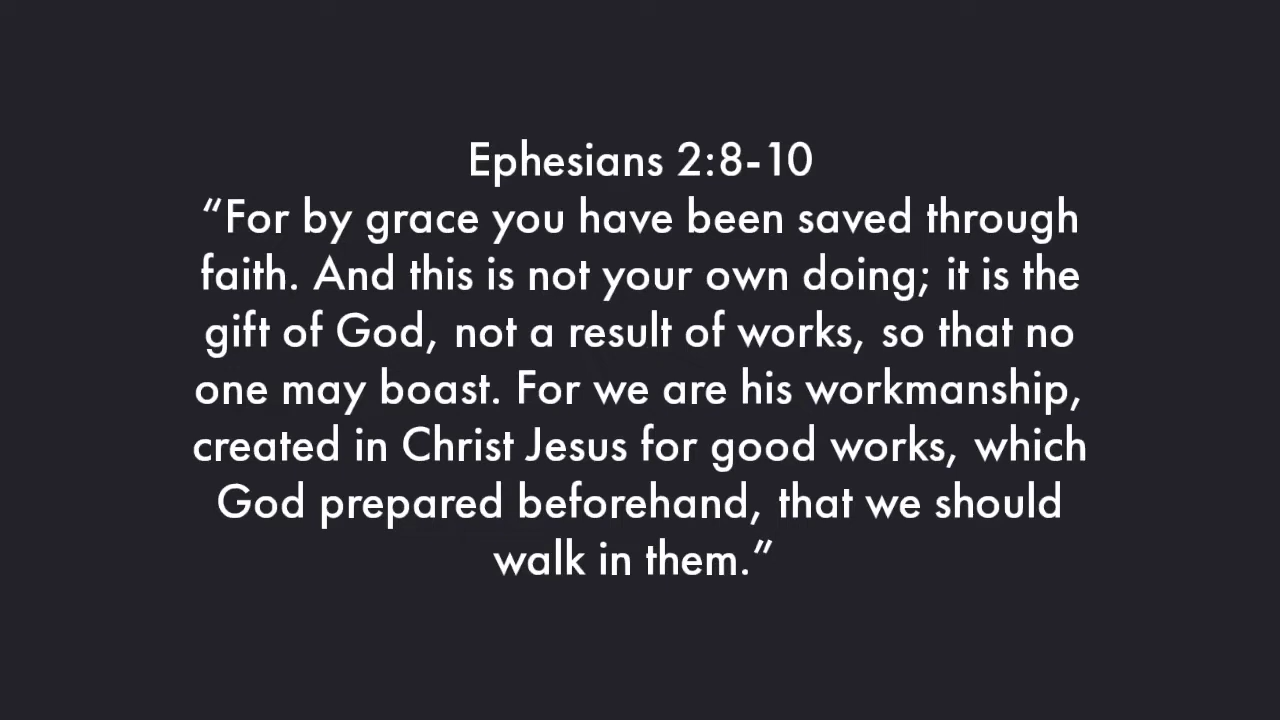 Ephesians 2:8-10
“For by grace you have been saved through
faith. And this is not your own doing; it is the
gift of God, not a result of works, so that no
one may boast. For we are his workmanship,
created in Christ Jesus for good works, which
God prepared beforehand, that we should
walk in them.”